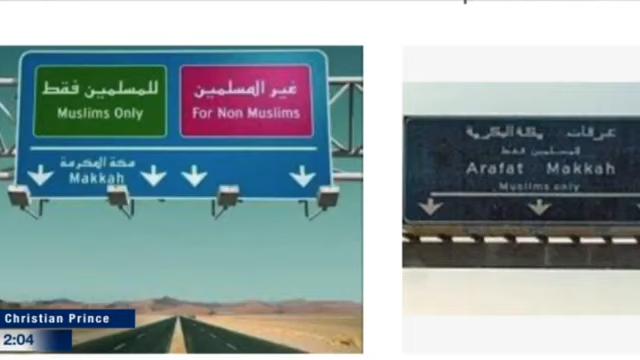 للمسلمين فقط
Muslims Only
غير المسلمين
For Non Muslims
مكة المكرمة
Makkah
عرفات مكة المكرمة
للمسلمين فقط
Arafat Makkah
Muslims only
Christian Prince
2:04